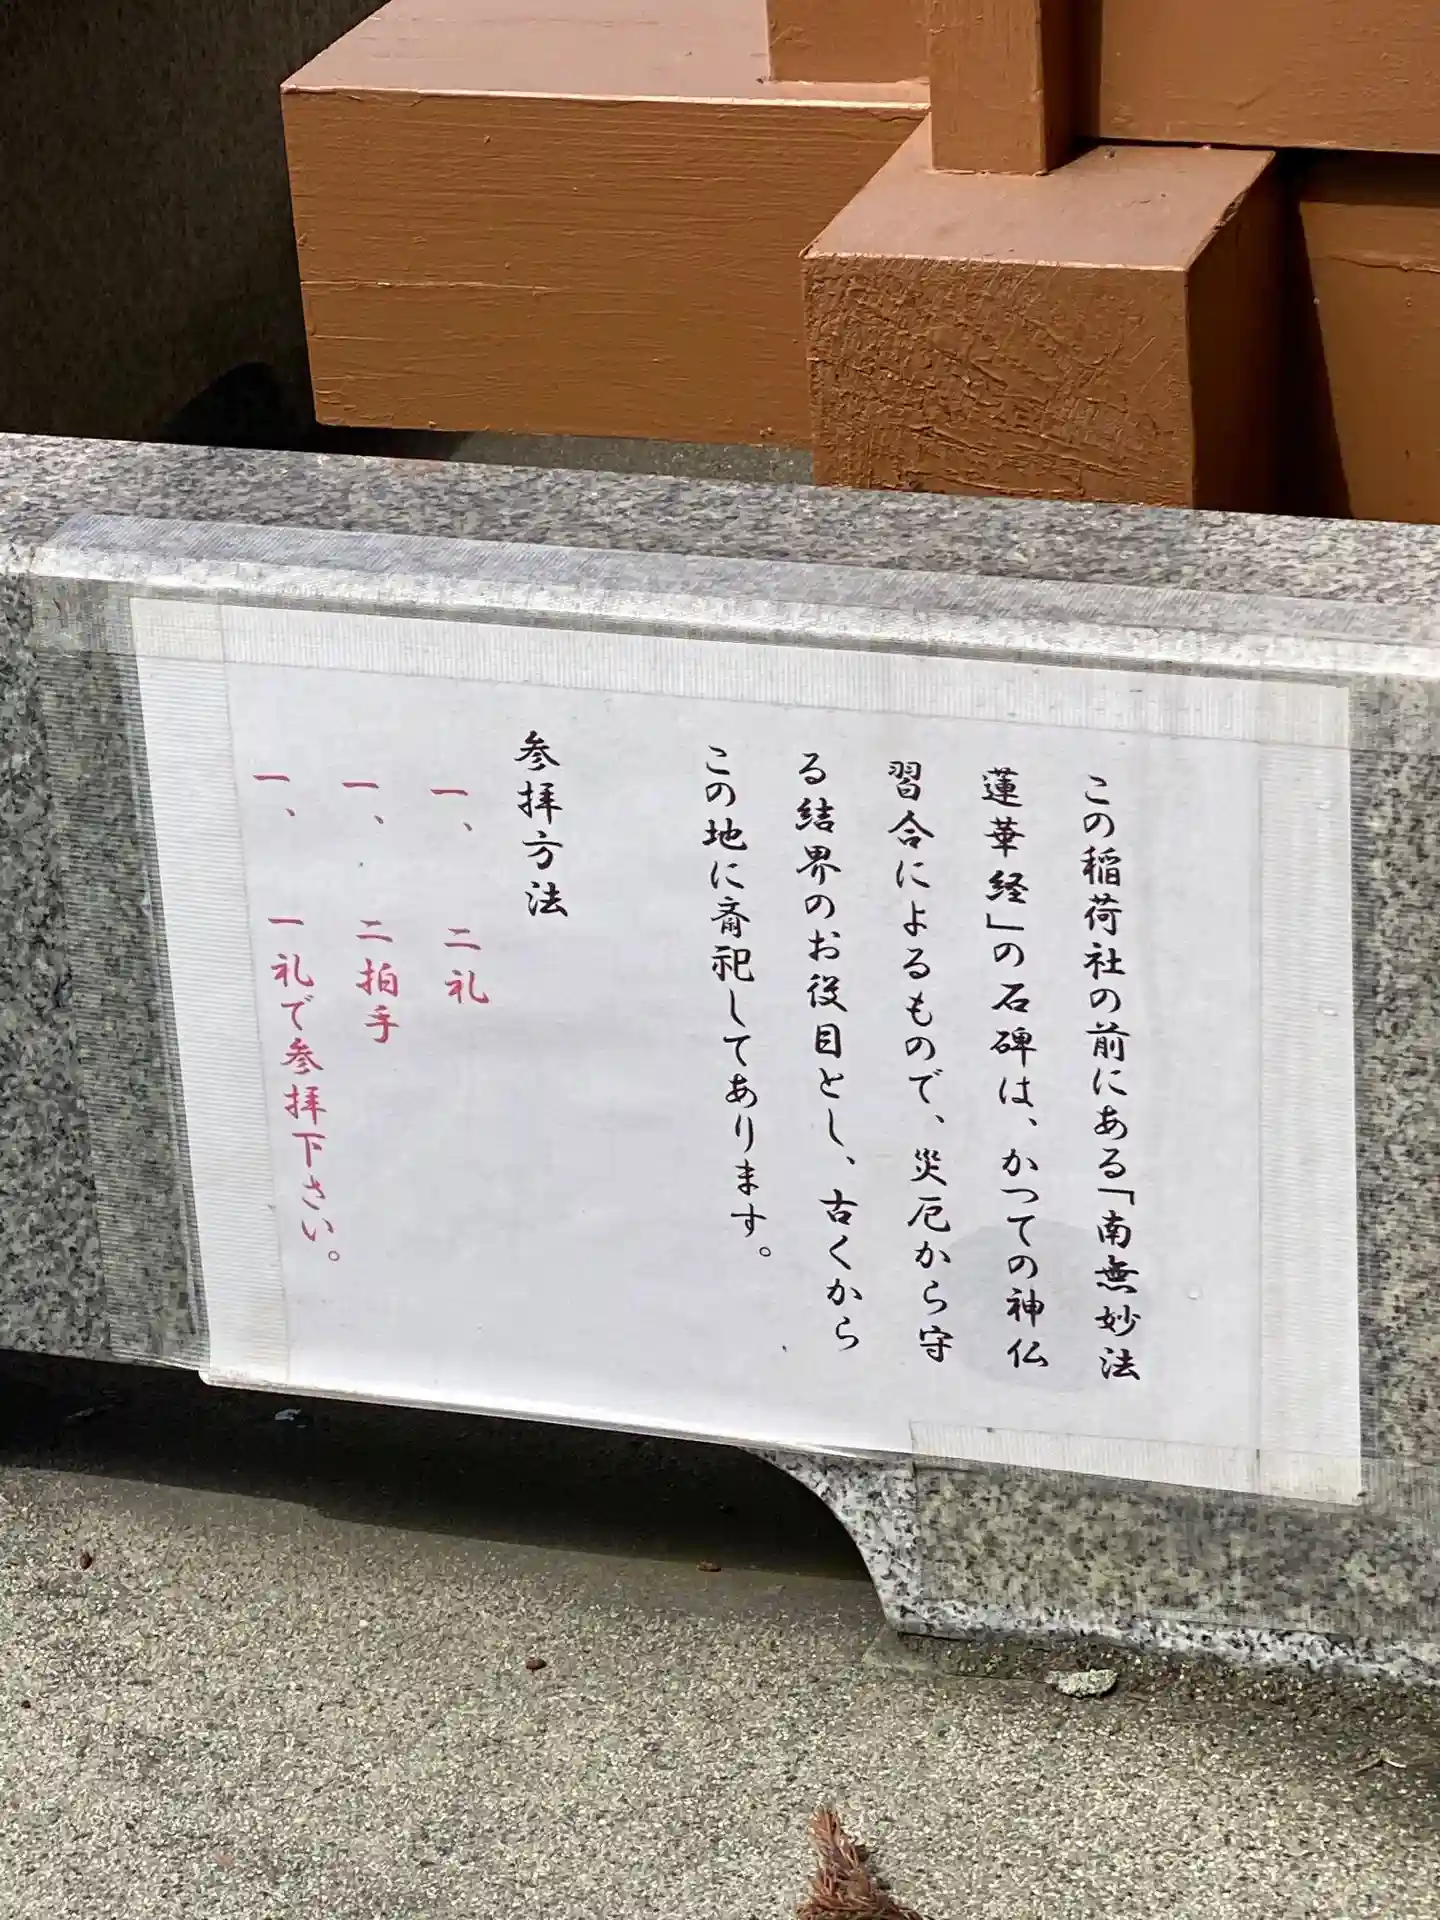 この稲荷社の前にある「南無妙法
蓮華経」の石碑は、かつての神仏
習合によるもので、災厄から守
る結界のお役目とし、古くから
この地に斎祀してあります。
参拝方法
一、 二礼
一、 二拍手
一、 一礼で参拝下さい。